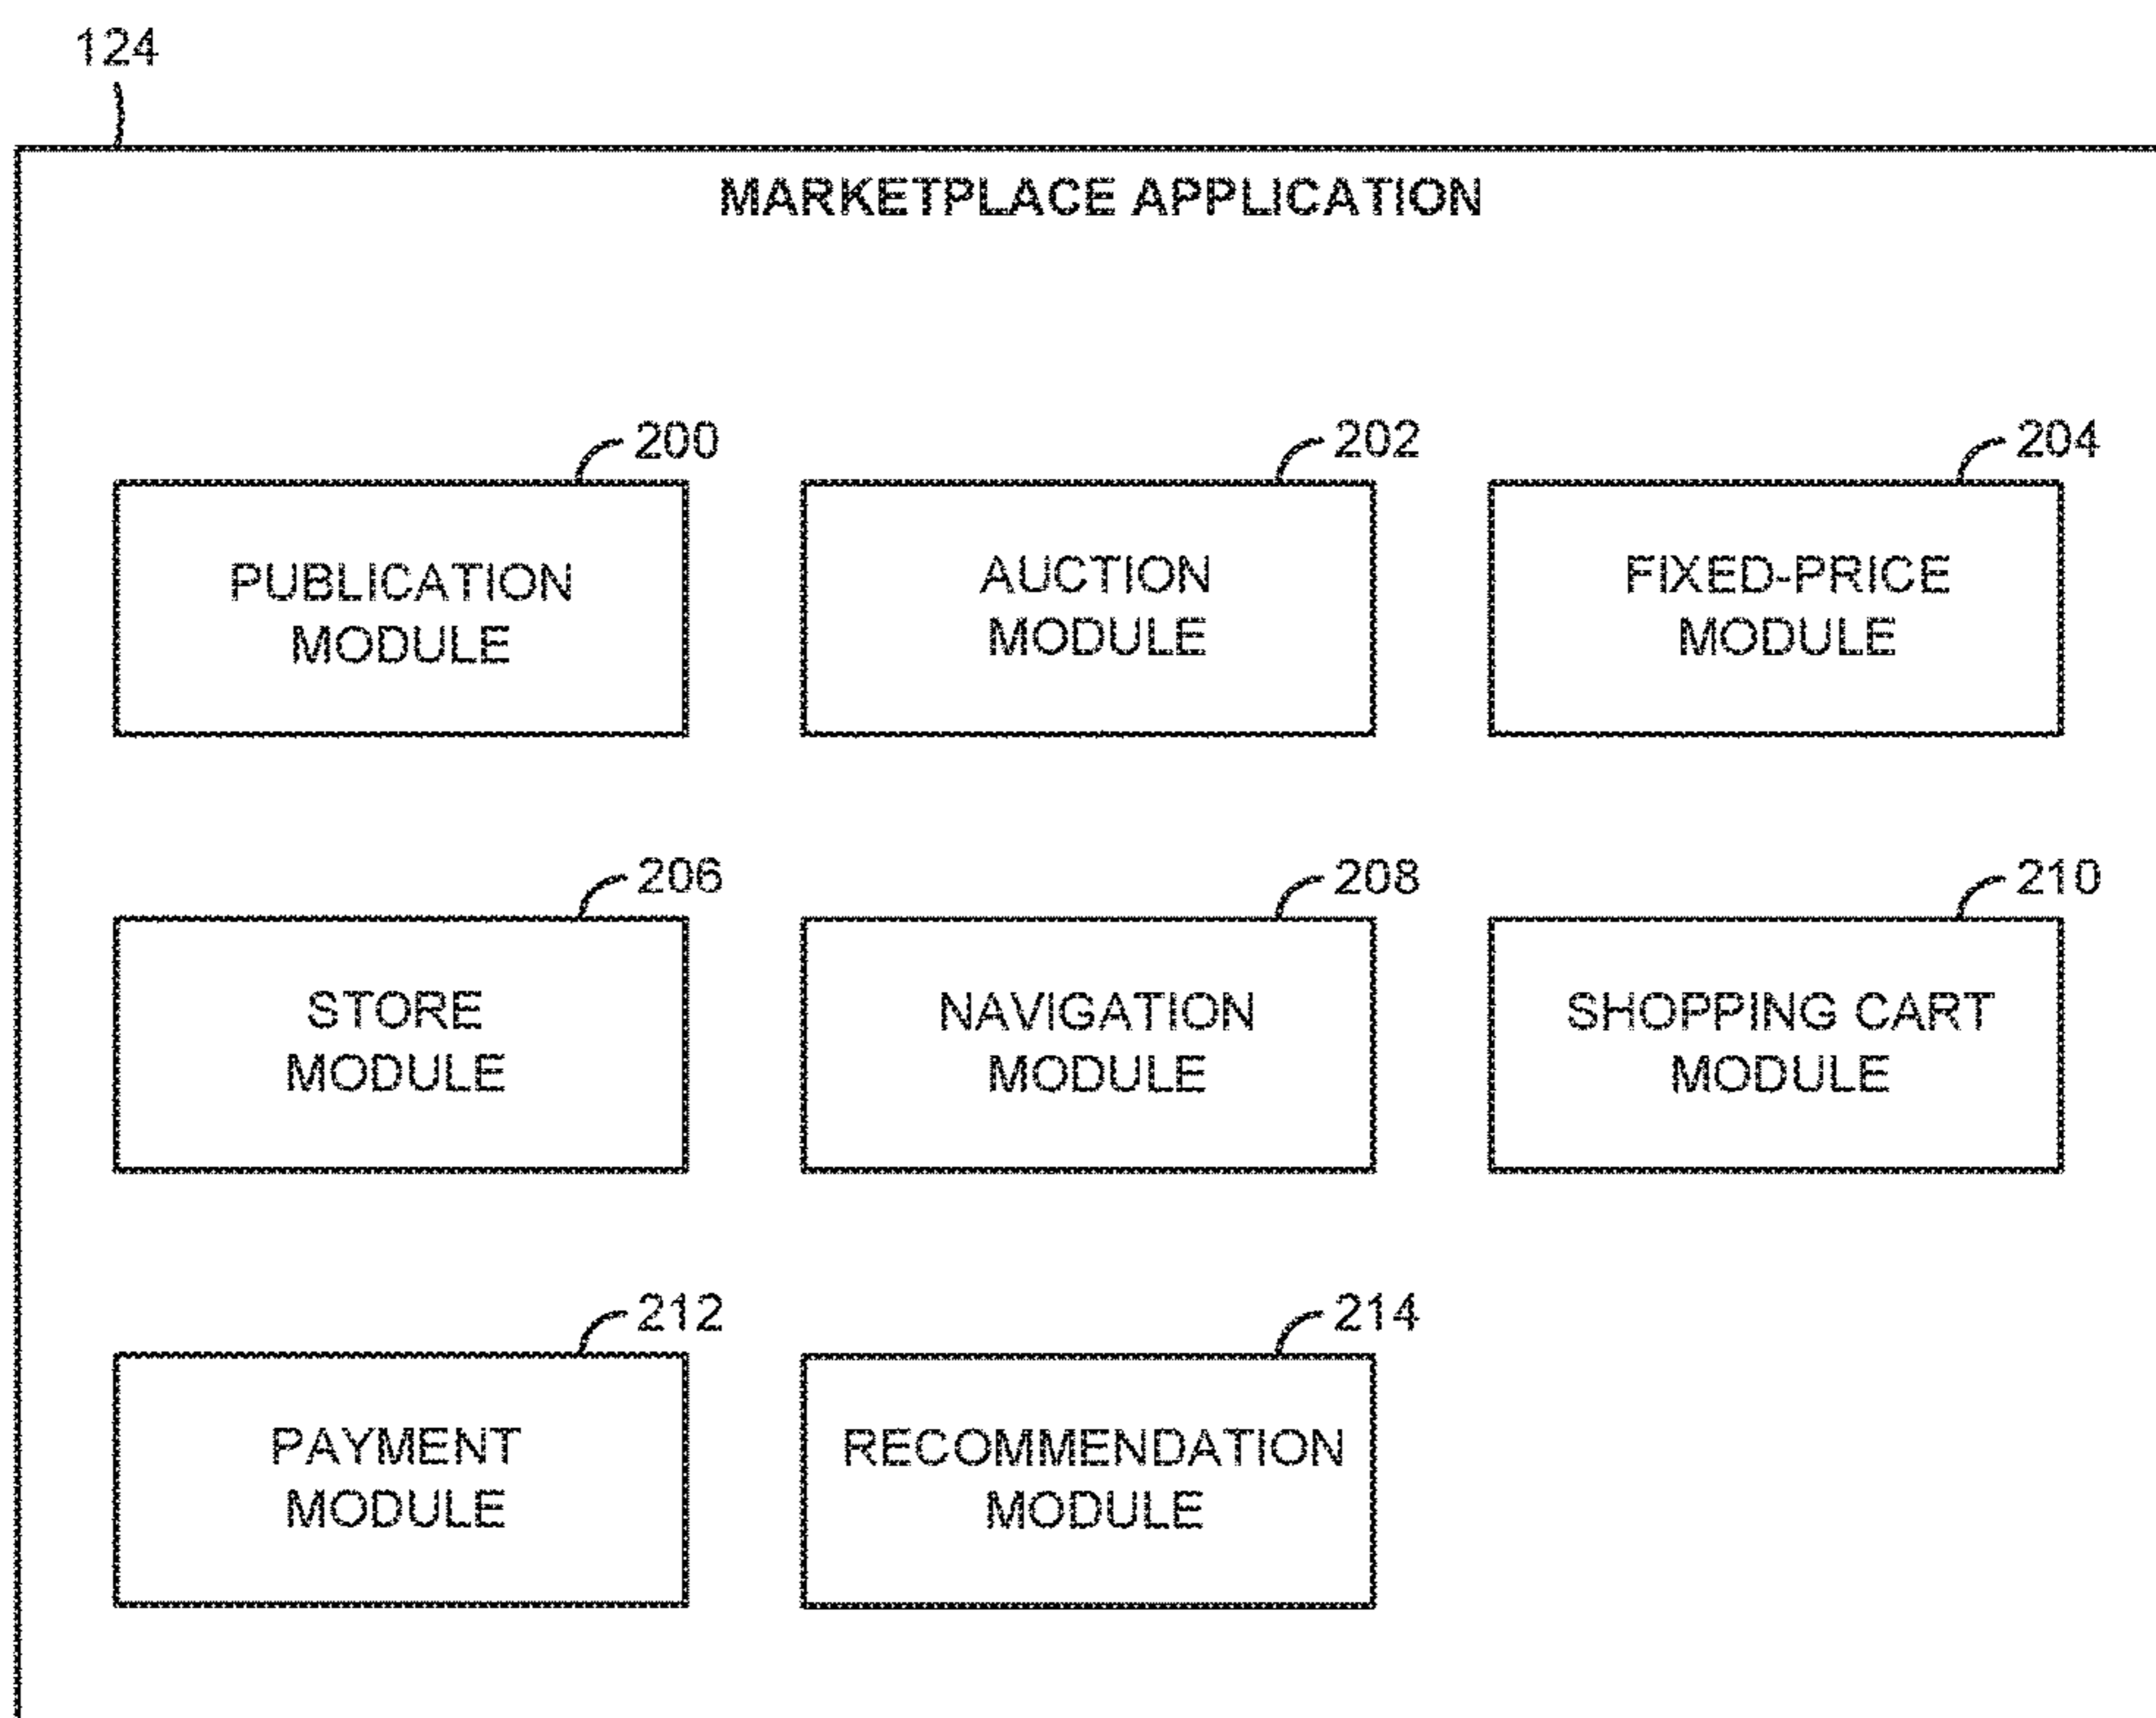 124
MARKETPLACE APPLICATION
200
202
204
PUBLICATION
MODULE
AUCTION
MODULE
FIXED-PRICE
MODULE
206
208
210
STORE
MODULE
NAVIGATION
MODULE
SHOPPING CART
MODULE
212
214
PAYMENT
MODULE
RECOMMENDATION
MODULE